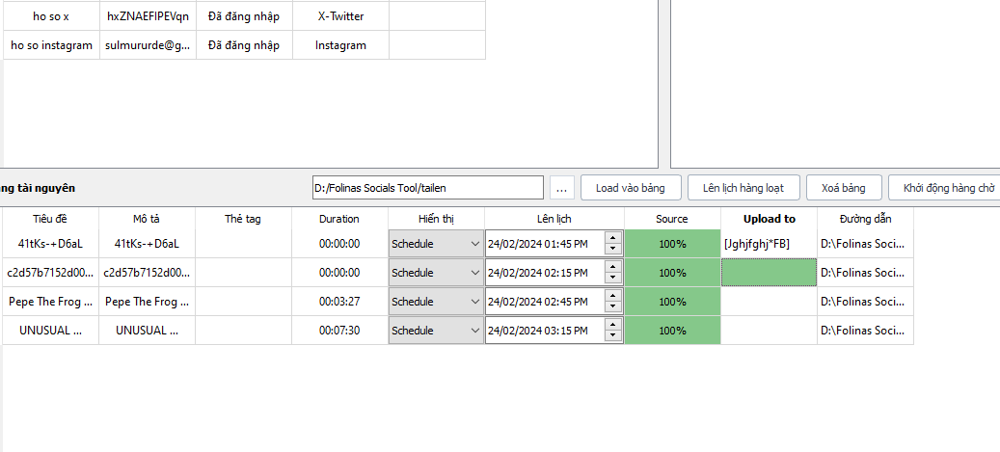 ho so x hxZNAEFIPEVqn Đã đăng nhập X-Twitter
ho so instagram sulmururde@g... Đã đăng nhập Instagram
ng tài nguyên D:/Folinas Socials Tool/tailen ... Load vào bảng Lên lịch hàng loạt Xoá bảng Khởi động hàng chờ
Tiêu đề Mô tả Thẻ tag Duration Hiển thị Lên lịch Source Upload to Đường dẫn
41tKs-+D6aL 41tKs-+D6aL 00:00:00 Schedule 24/02/2024 01:45 PM 100% [Jghjfghj*FB] D:\Folinas Soci...
c2d57b7152d00... c2d57b7152d00... 00:00:00 Schedule 24/02/2024 02:15 PM 100% D:\Folinas Soci...
Pepe The Frog ... Pepe The Frog ... 00:03:27 Schedule 24/02/2024 02:45 PM 100% D:\Folinas Soci...
UNUSUAL ... UNUSUAL ... 00:07:30 Schedule 24/02/2024 03:15 PM 100% D:\Folinas Soci...